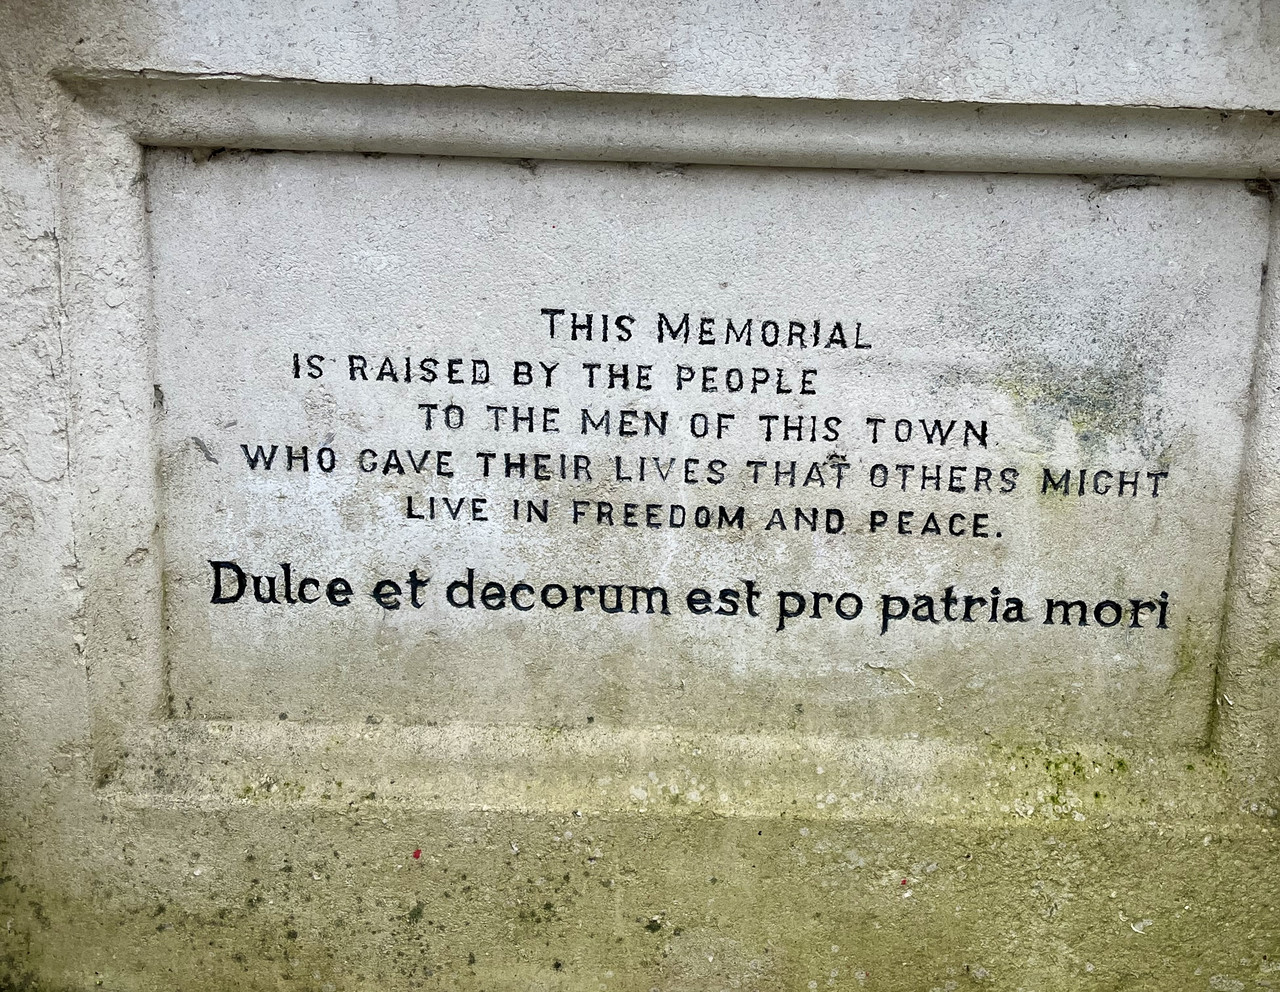 THIS MEMORIAL
IS RAISED BY THE PEOPLE
TO THE MEN OF THIS TOWN
WHO GAVE THEIR LIVES THAT OTHERS MIGHT
LIVE IN FREEDOM AND PEACE.
Dulce et decorum est pro patria mori